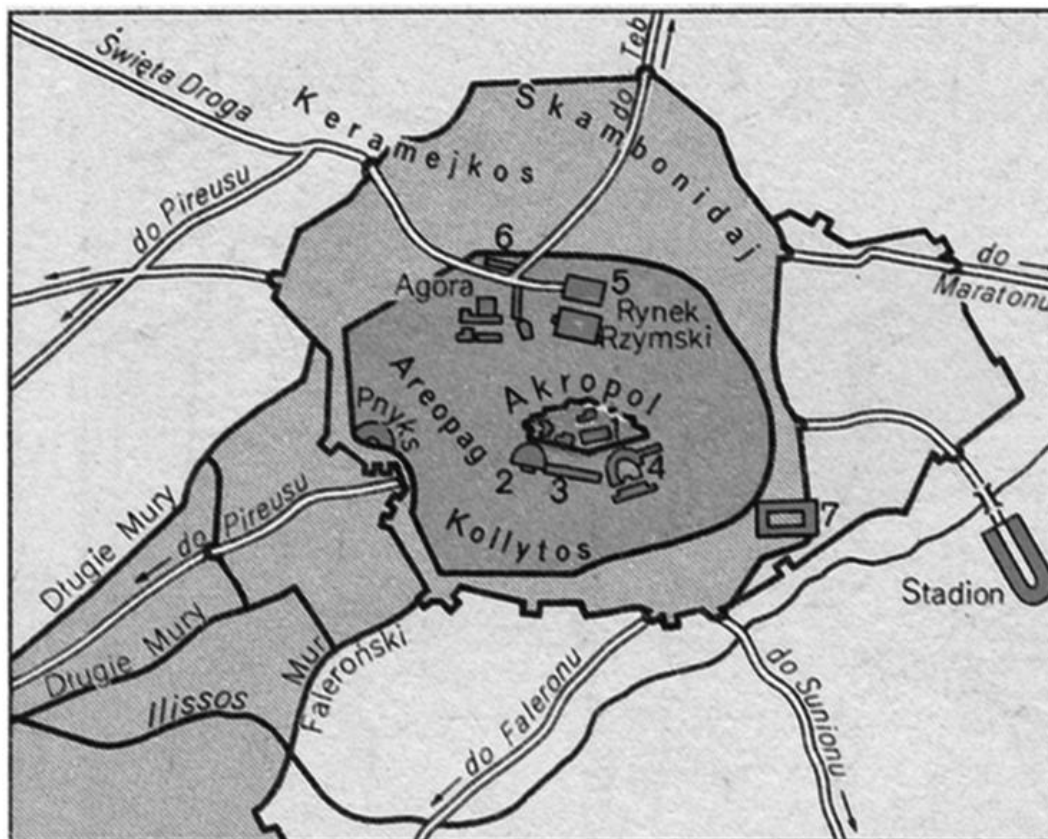 Święta Droga
Keramejkos
Skambonidaj
do Teb
do Pireusu
do
Maratonu
6
Agora
5
Rynek
Rzymski
Akropol
Areopag
Pnyks
2
3
4
Kollytos
7
Stadion
Długie Mury
do Pireusu
Długie Mury
Mur
Faleroński
Ilissos
do Faleronu
do Sunionu